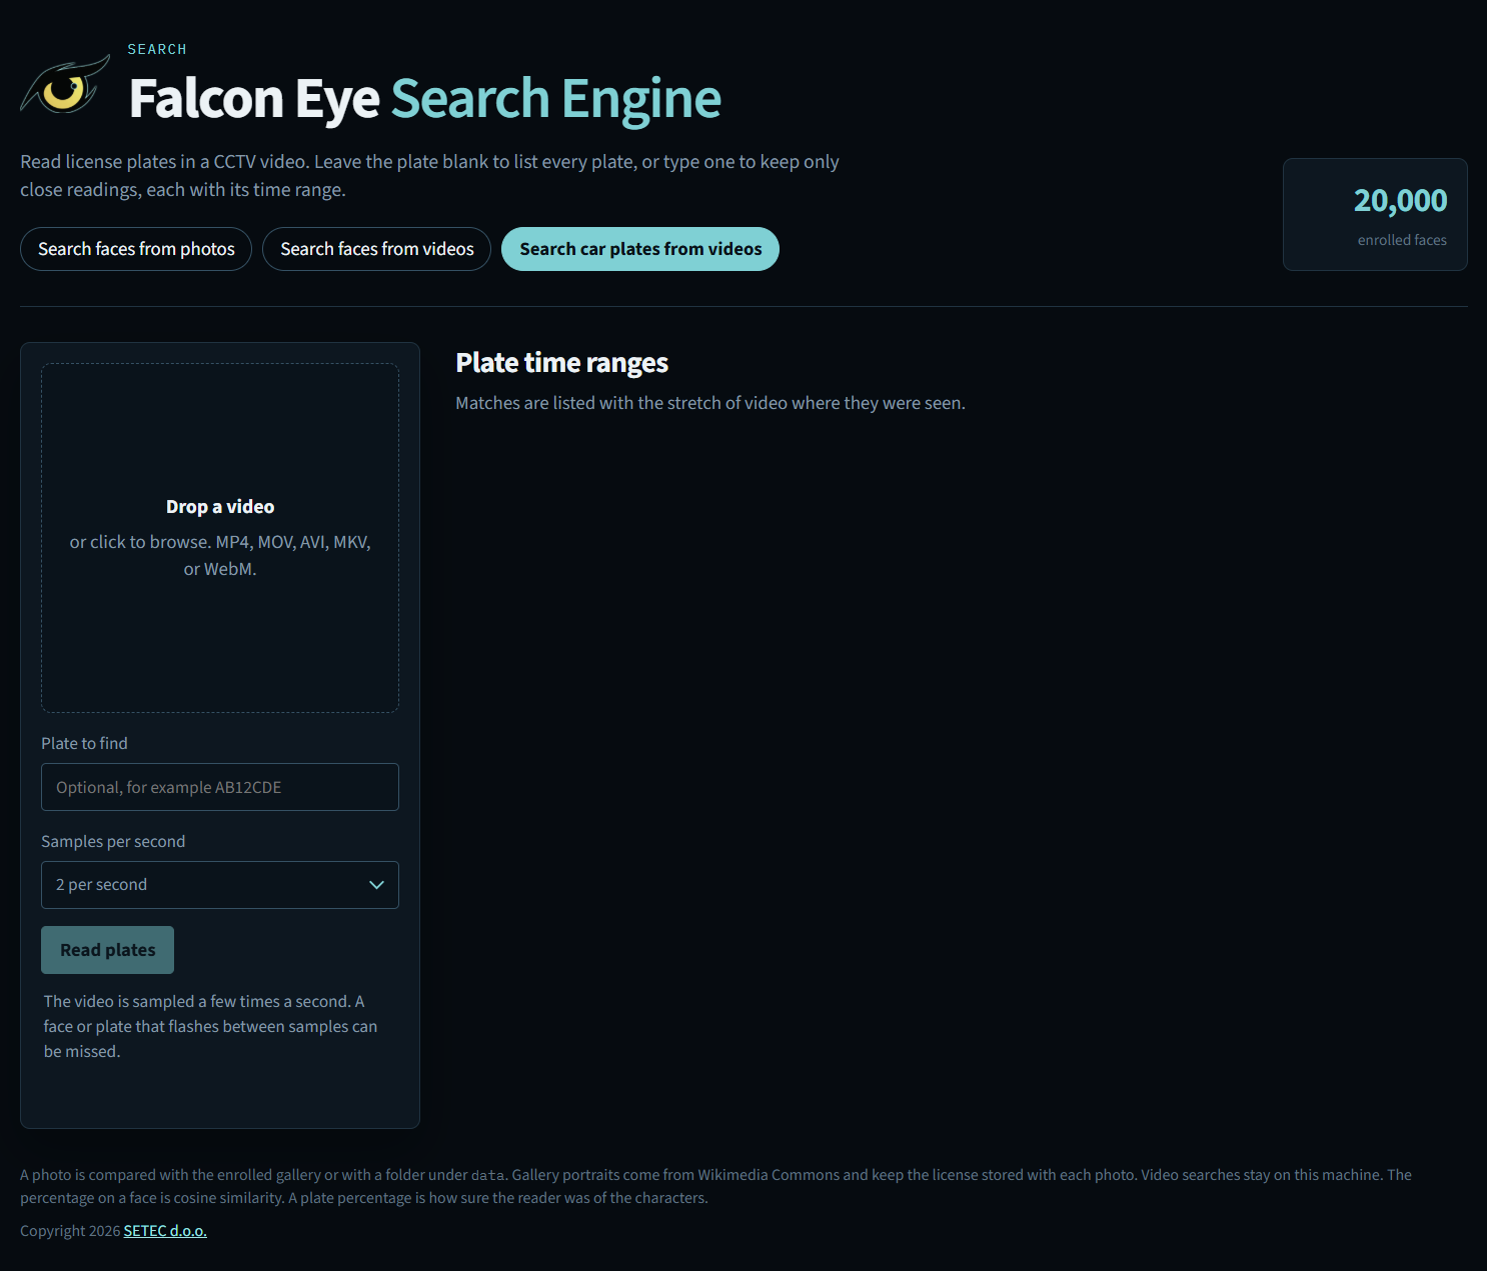 SEARCH
Falcon Eye Search Engine
Read license plates in a CCTV video. Leave the plate blank to list every plate, or type one to keep only
close readings, each with its time range.
20,000
enrolled faces
Search faces from photos
Search faces from videos
Search car plates from videos
Drop a video
or click to browse. MP4, MOV, AVI, MKV,
or WebM.
Plate to find
Optional, for example AB12CDE
Samples per second
2 per second
Read plates
The video is sampled a few times a second. A
face or plate that flashes between samples can
be missed.
Plate time ranges
Matches are listed with the stretch of video where they were seen.
A photo is compared with the enrolled gallery or with a folder under data. Gallery portraits come from Wikimedia Commons and keep the license stored with each photo. Video searches stay on this machine. The
percentage on a face is cosine similarity. A plate percentage is how sure the reader was of the characters.
Copyright 2026 SETEC d.o.o.